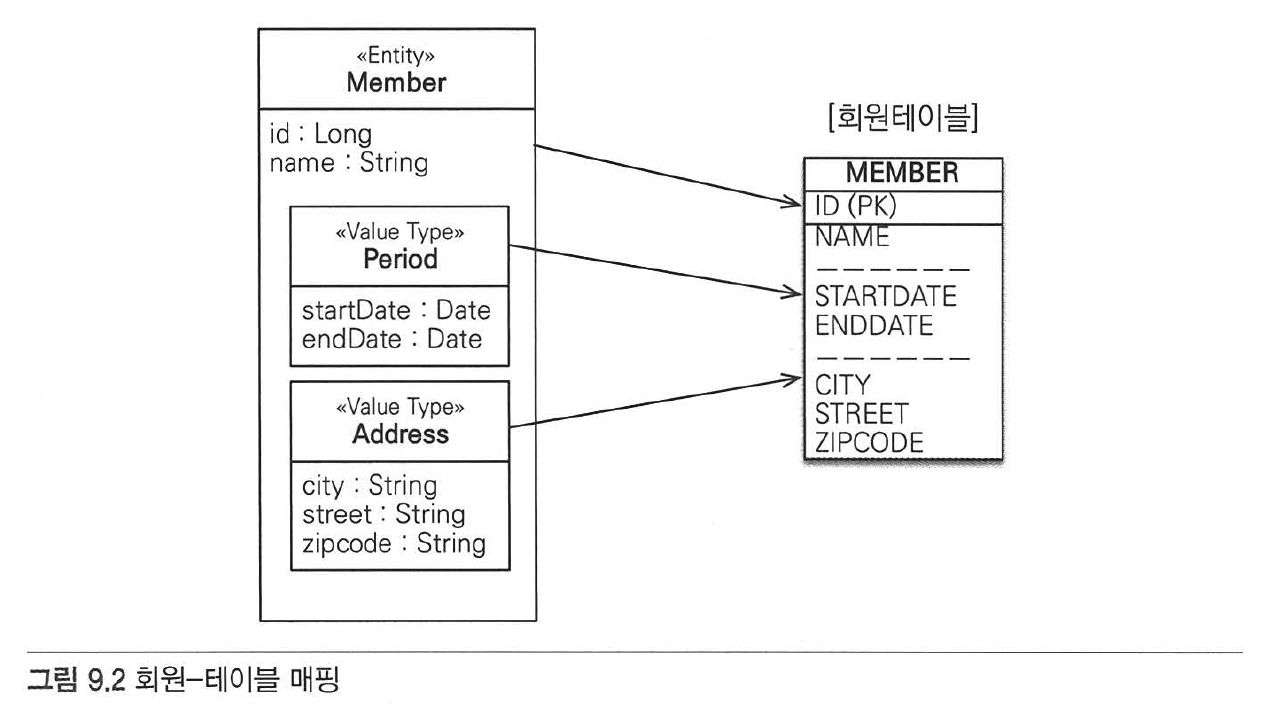 «Entity»
Member
id : Long
name : String
«Value Type»
Period
startDate : Date
endDate : Date
«Value Type»
Address
city : String
street : String
zipcode : String
[회원테이블]
MEMBER
ID (PK)
NAME
STARTDATE
ENDDATE
CITY
STREET
ZIPCODE
그림 9.2 회원-테이블 매핑